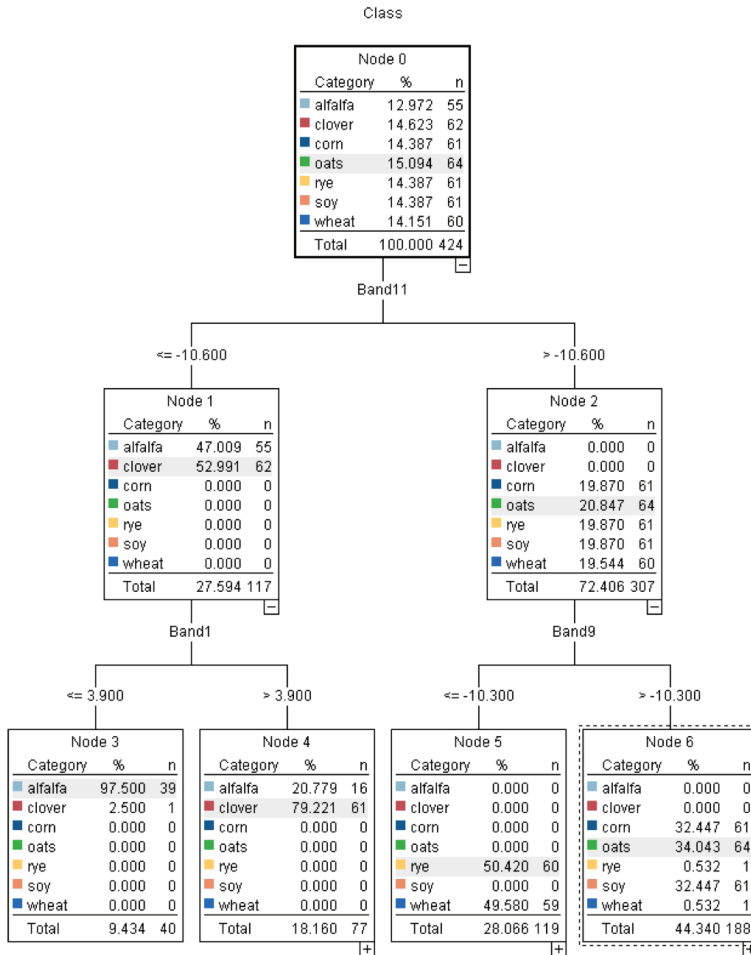 Class
Node 0
Category % n
alfalfa 12.972 55
clover 14.623 62
corn 14.387 61
oats 15.094 64
rye 14.387 61
soy 14.387 61
wheat 14.151 60
Total 100.000 424
Band11
<= -10.600
> -10.600
Node 1
Category % n
alfalfa 47.009 55
clover 52.991 62
corn 0.000 0
oats 0.000 0
rye 0.000 0
soy 0.000 0
wheat 0.000 0
Total 27.594 117
Node 2
Category % n
alfalfa 0.000 0
clover 0.000 0
corn 19.870 61
oats 20.847 64
rye 19.870 61
soy 19.870 61
wheat 19.544 60
Total 72.406 307
Band1
Band9
<= 3.900
> 3.900
<= -10.300
> -10.300
Node 3
Category % n
alfalfa 97.500 39
clover 2.500 1
corn 0.000 0
oats 0.000 0
rye 0.000 0
soy 0.000 0
wheat 0.000 0
Total 9.434 40
Node 4
Category % n
alfalfa 20.779 16
clover 79.221 61
corn 0.000 0
oats 0.000 0
rye 0.000 0
soy 0.000 0
wheat 0.000 0
Total 18.160 77
Node 5
Category % n
alfalfa 0.000 0
clover 0.000 0
corn 0.000 0
oats 0.000 0
rye 50.420 60
soy 0.000 0
wheat 49.580 59
Total 28.066 119
Node 6
Category % n
alfalfa 0.000 0
clover 0.000 0
corn 32.447 61
oats 34.043 64
rye 0.532 1
soy 32.447 61
wheat 0.532 1
Total 44.340 188